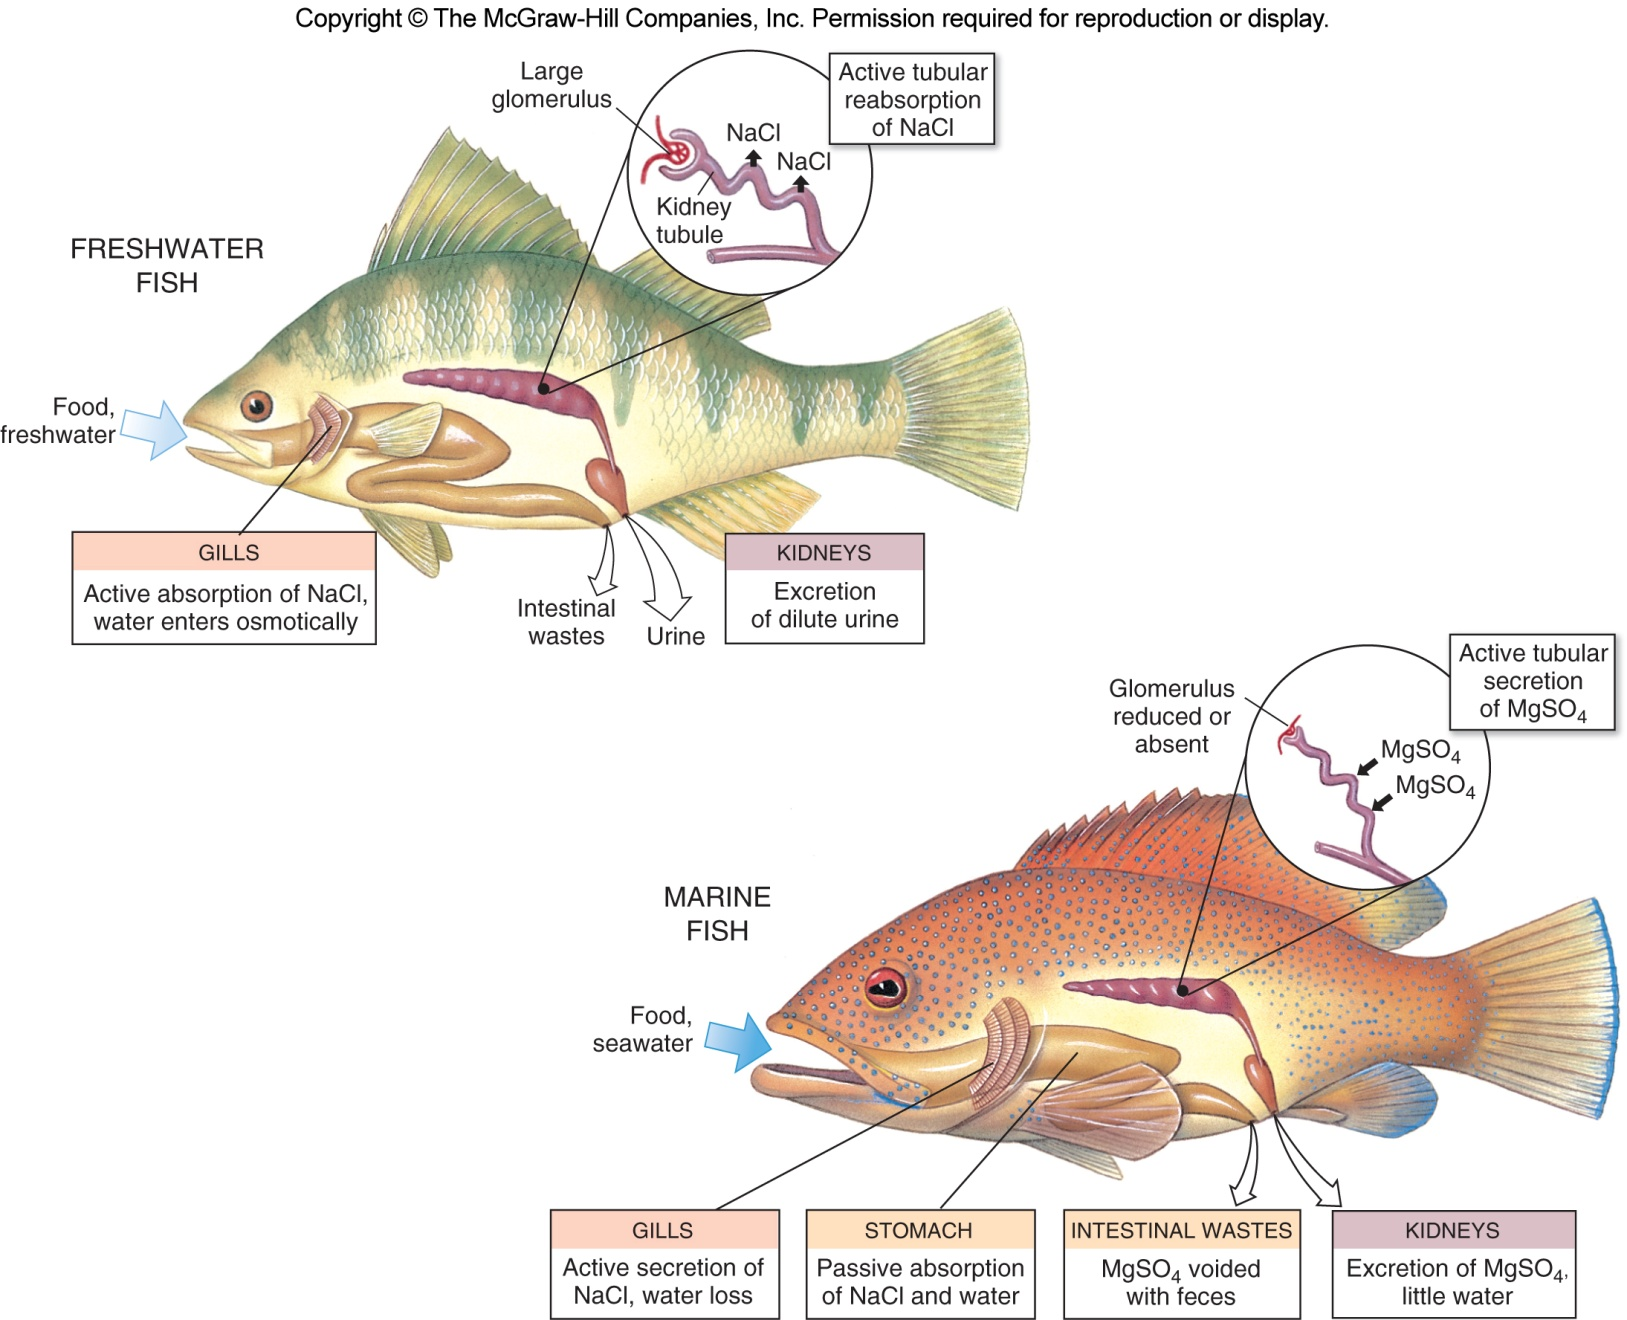 Copyright © The McGraw-Hill Companies, Inc. Permission required for reproduction or display.
Large
glomerulus
Active tubular
reabsorption
of NaCl
NaCl
NaCl
Kidney
tubule
FRESHWATER
FISH
Food,
freshwater
GILLS
Active absorption of NaCl,
water enters osmotically
Intestinal
wastes
Urine
KIDNEYS
Excretion
of dilute urine
Glomerulus
reduced or
absent
Active tubular
secretion
of MgSO₄
MgSO₄
MgSO₄
MARINE
FISH
Food,
seawater
GILLS
Active secretion of
NaCl, water loss
STOMACH
Passive absorption
of NaCl and water
INTESTINAL WASTES
MgSO₄ voided
with feces
KIDNEYS
Excretion of MgSO₄,
little water